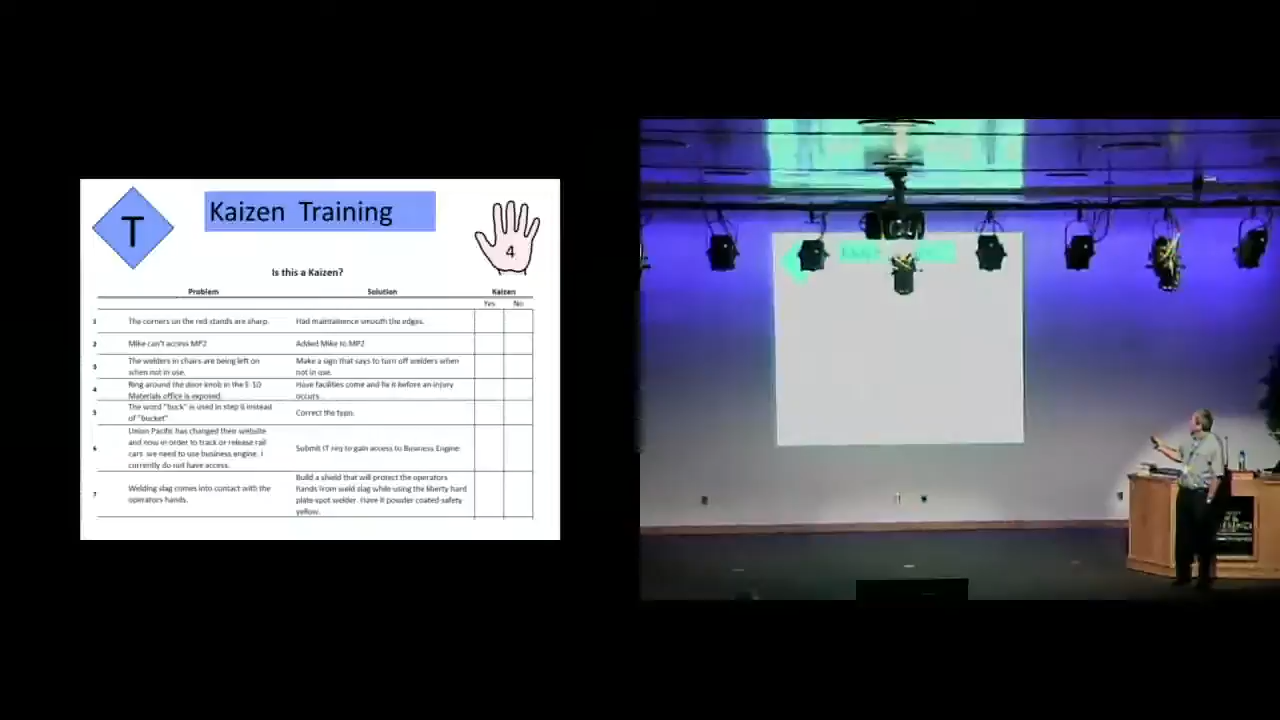 T
Kaizen Training
4
Is this a Kaizen?
Problem Solution Kaizen
Yes No
1 The corners on the red stands are sharp. Had maintainence smooth the edges.
2 Mike can't access MP2 Added Mike to MP2
3 The welders in chairs are being left on
when not in use. Make a sign that says to turn off welders when
not in use.
4 Ring around the door knob in the E-10
Materials office is exposed. Have facilities come and fix it before an injury
occurs.
5 The word "buck" is used in step 6 instead
of "bucket" Correct the typo.
6 Union Pacific has changed their website
and now in order to track or release rail
cars we need to use business engine. I
currently do not have access. Submit IT req to gain access to Business Engine
7 Welding slag comes into contact with the
operators hands. Build a shield that will protect the operators
hands from weld slag while using the liberty hard
plate spot welder. Have it powder coated safety
yellow.